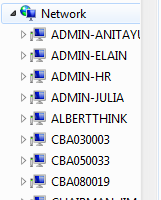 Network
ADMIN-ANITAYU
ADMIN-ELAIN
ADMIN-HR
ADMIN-JULIA
ALBERTTHINK
CBA030003
CBA050033
CBA080019